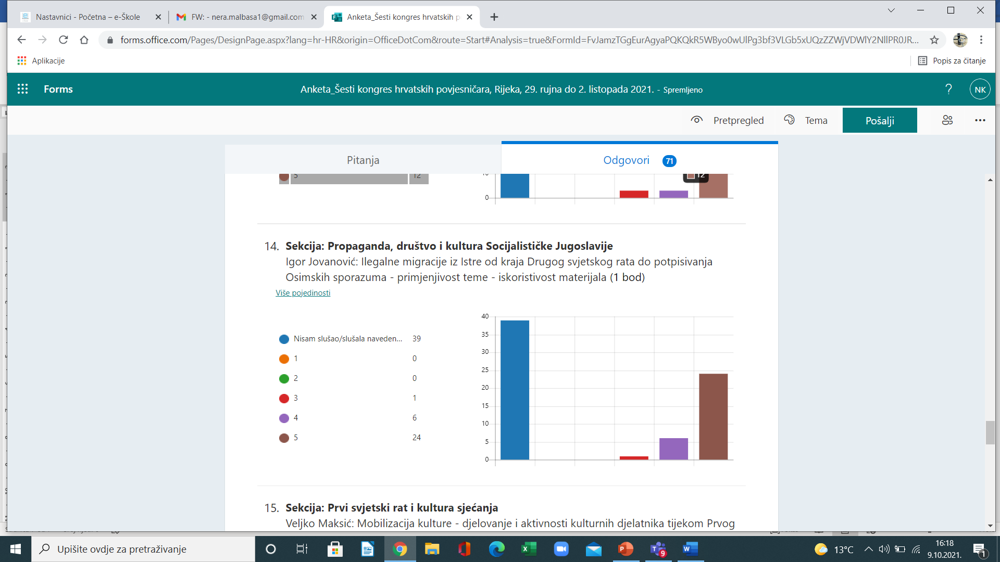 Nastavnici - Početna – e-Škole
FW: - nera.malbasa1@gmail.com
Anketa_Šesti kongres hrvatskih p
forms.office.com/Pages/DesignPage.aspx?lang=hr-HR&origin=OfficeDotCom&route=Start#Analysis=true&FormId=FvJamzTGgEurAgyaPQKQkR5WByo0wUlPg3bf3VLGb5xUQzZZWjVDWlY2NllPR0JR...
Aplikacije
Popis za čitanje
Forms
Anketa_Šesti kongres hrvatskih povjesničara, Rijeka, 29. rujna do 2. listopada 2021. - Spremljeno
? NK
Pretpregled
Tema
Pošalji
Pitanja
Odgovori 71
5 12
10
12
0
14. Sekcija: Propaganda, društvo i kultura Socijalističke Jugoslavije
Igor Jovanović: Ilegalne migracije iz Istre od kraja Drugog svjetskog rata do potpisivanja
Osimskih sporazuma - primjenjivost teme - iskoristivost materijala (1 bod)
Više pojedinosti
Nisam slušao/slušala naveden... 39
1 0
2 0
3 1
4 6
5 24
40
35
30
25
20
15
10
5
0
15. Sekcija: Prvi svjetski rat i kultura sjećanja
Veljko Maksić: Mobilizacija kulture - djelovanje i aktivnosti kulturnih djelatnika tijekom Prvog
Upišite ovdje za pretraživanje
9
13°C
16:18
9.10.2021.
1